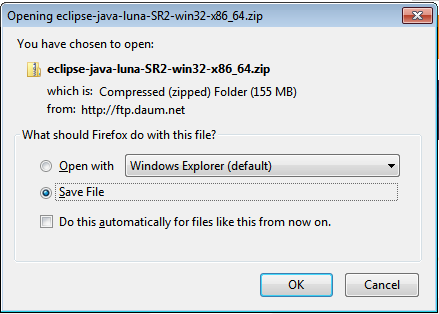 Opening eclipse-java-luna-SR2-win32-x86_64.zip
You have chosen to open:
eclipse-java-luna-SR2-win32-x86_64.zip
which is: Compressed (zipped) Folder (155 MB)
from: http://ftp.daum.net
What should Firefox do with this file?
Open with Windows Explorer (default)
Save File
Do this automatically for files like this from now on.
OK Cancel